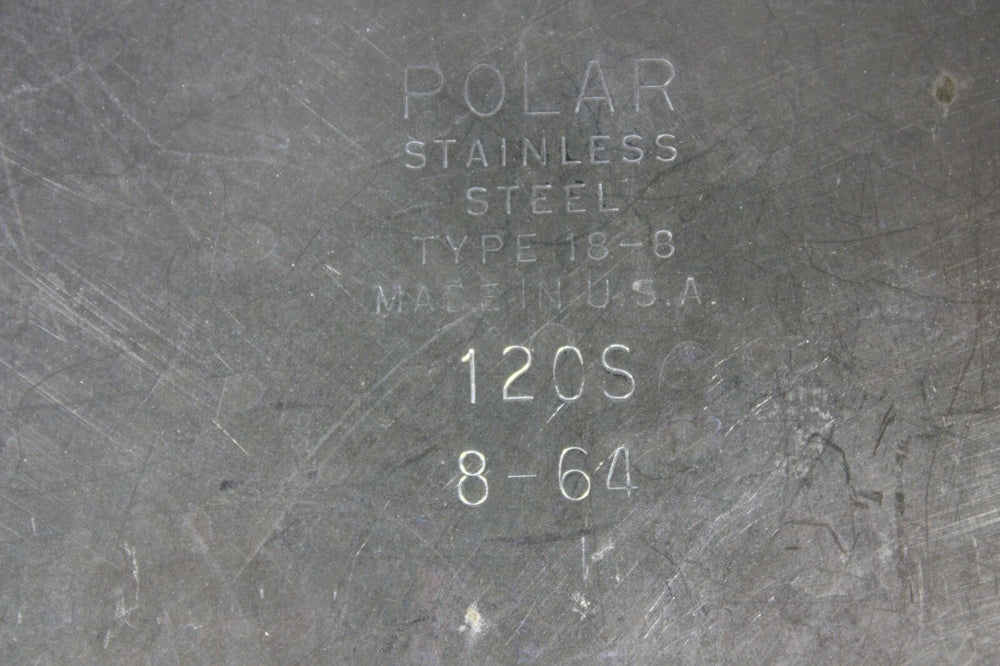 POLAR
STAINLESS
STEEL
TYPE 18-8
MADE IN U.S.A.
120S
8-64